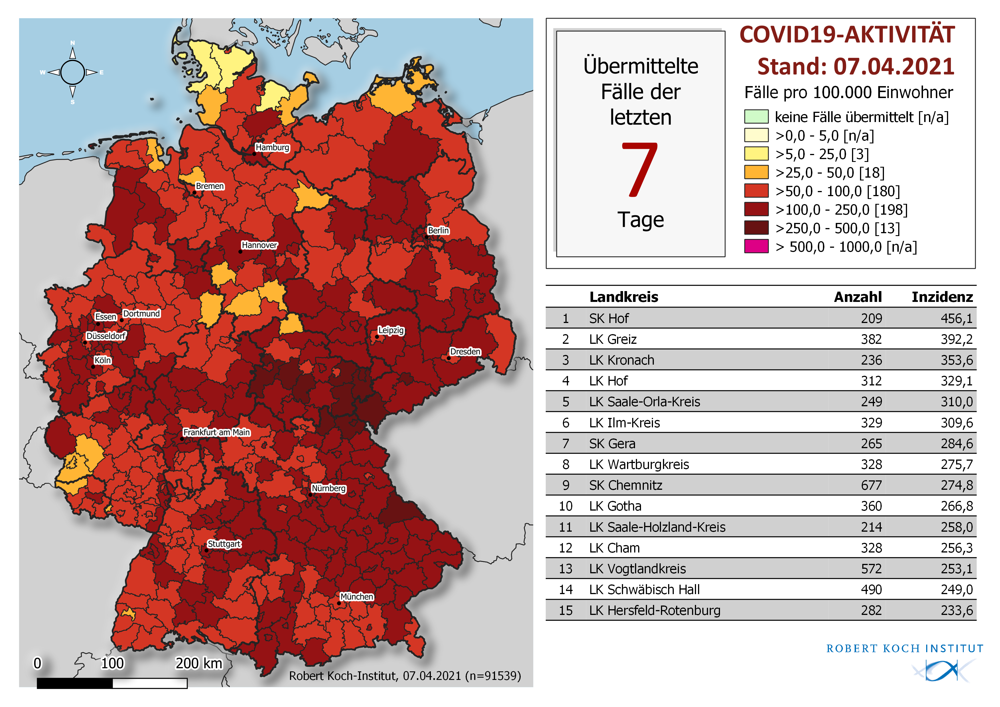 N
W
E
S
Hamburg
Bremen
Berlin
Hannover
Essen
Dortmund
Düsseldorf
Leipzig
Köln
Dresden
Frankfurt am Main
Nürnberg
Stuttgart
München
0 100 200 km
Robert Koch-Institut, 07.04.2021 (n=91539)
Übermittelte
Fälle der
letzten
7
Tage
COVID19-AKTIVITÄT
Stand: 07.04.2021
Fälle pro 100.000 Einwohner
keine Fälle übermittelt [n/a]
>0,0 - 5,0 [n/a]
>5,0 - 25,0 [3]
>25,0 - 50,0 [18]
>50,0 - 100,0 [180]
>100,0 - 250,0 [198]
>250,0 - 500,0 [13]
> 500,0 - 1000,0 [n/a]
Landkreis Anzahl Inzidenz
1 SK Hof 209 456,1
2 LK Greiz 382 392,2
3 LK Kronach 236 353,6
4 LK Hof 312 329,1
5 LK Saale-Orla-Kreis 249 310,0
6 LK Ilm-Kreis 329 309,6
7 SK Gera 265 284,6
8 LK Wartburgkreis 328 275,7
9 SK Chemnitz 677 274,8
10 LK Gotha 360 266,8
11 LK Saale-Holzland-Kreis 214 258,0
12 LK Cham 328 256,3
13 LK Vogtlandkreis 572 253,1
14 LK Schwäbisch Hall 490 249,0
15 LK Hersfeld-Rotenburg 282 233,6
ROBERT KOCH INSTITUT